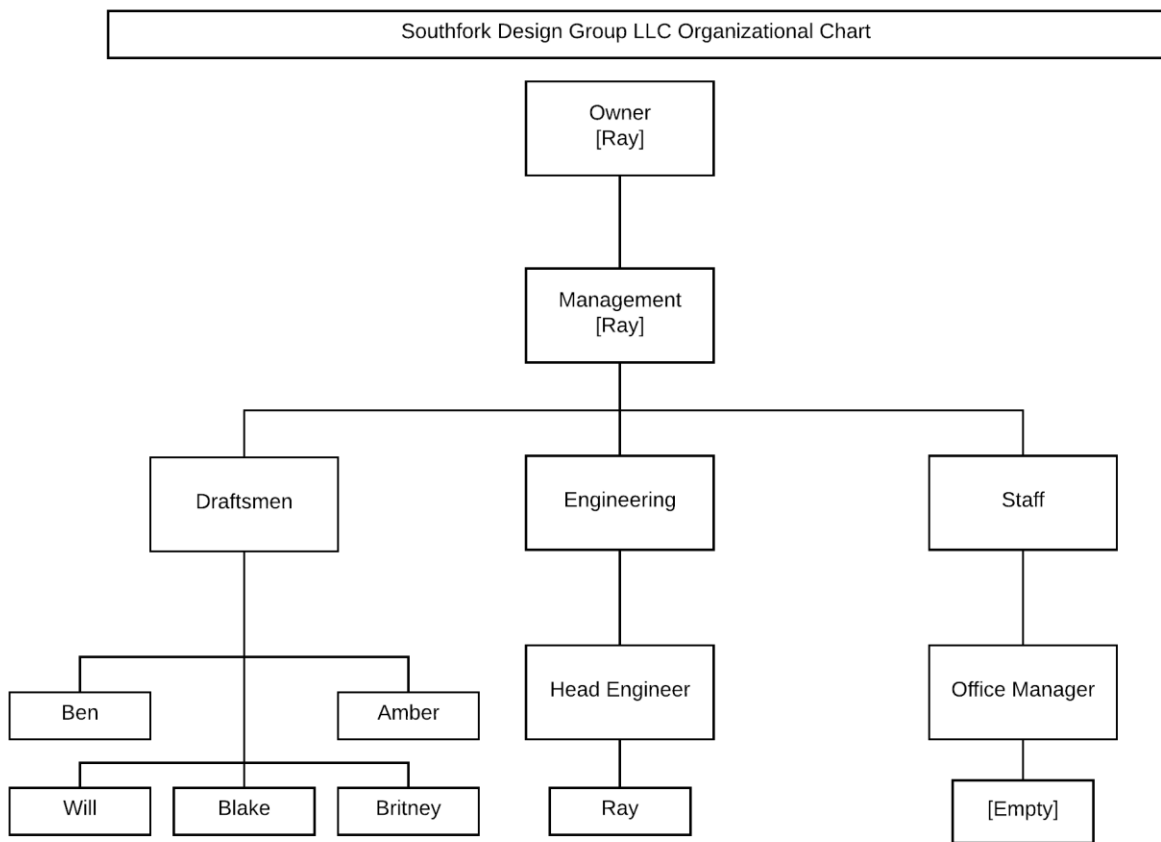 Southfork Design Group LLC Organizational Chart
Owner
[Ray]
Management
[Ray]
Draftsmen
Engineering
Staff
Head Engineer
Office Manager
Ben
Amber
Will
Blake
Britney
Ray
[Empty]